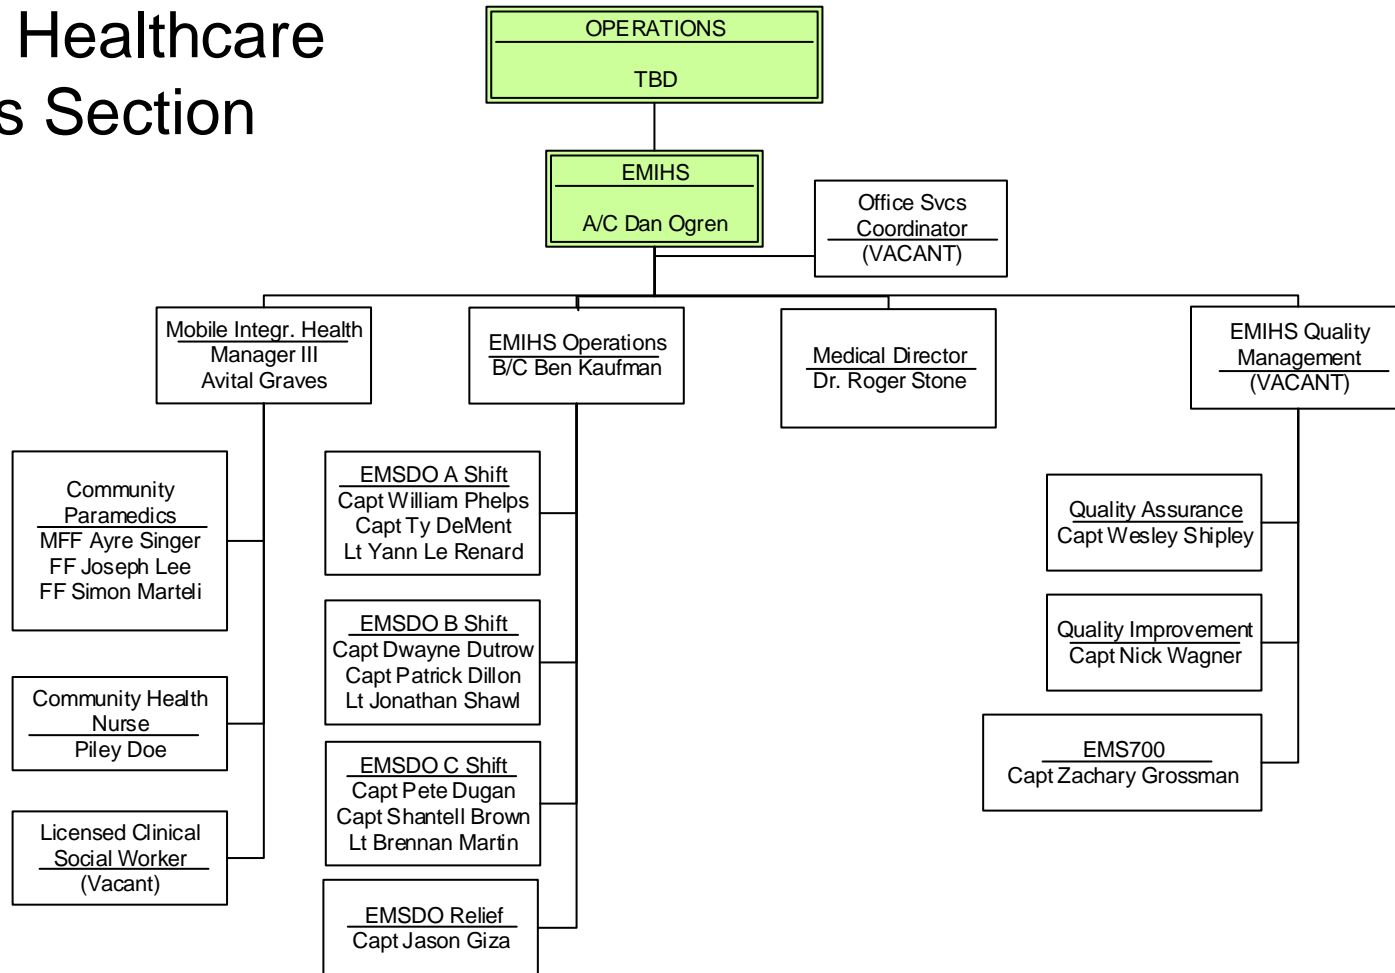 Healthcare
s Section
OPERATIONS
TBD
EMIHS
A/C Dan Ogren
Office Svcs
Coordinator
(VACANT)
Mobile Integr. Health
Manager III
Avital Graves
EMIHS Operations
B/C Ben Kaufman
Medical Director
Dr. Roger Stone
EMIHS Quality
Management
(VACANT)
Community
Paramedics
MFF Ayre Singer
FF Joseph Lee
FF Simon Marteli
Community Health
Nurse
Piley Doe
Licensed Clinical
Social Worker
(Vacant)
EMSDO A Shift
Capt William Phelps
Capt Ty DeMent
Lt Yann Le Renard
EMSDO B Shift
Capt Dwayne Dutrow
Capt Patrick Dillon
Lt Jonathan Shawl
EMSDO C Shift
Capt Pete Dugan
Capt Shantell Brown
Lt Brennan Martin
EMSDO Relief
Capt Jason Giza
Quality Assurance
Capt Wesley Shipley
Quality Improvement
Capt Nick Wagner
EMS700
Capt Zachary Grossman